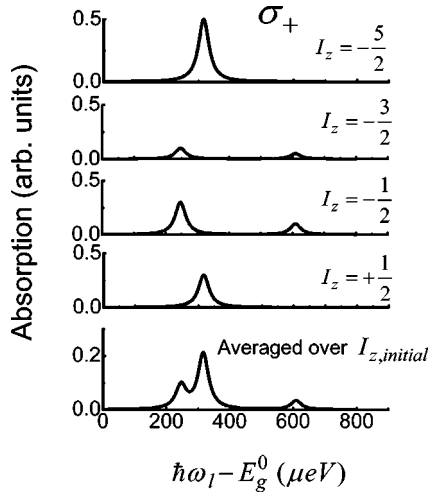 σ₊
0.5
I_z = −5/2
0.0
0.5
I_z = −3/2
0.0
0.5
I_z = −1/2
0.0
0.5
I_z = +1/2
0.0
Averaged over I_z,initial
0.2
0.0
0 200 400 600 800
Absorption (arb. units)
ℏω_l − E_g^0 (μeV)